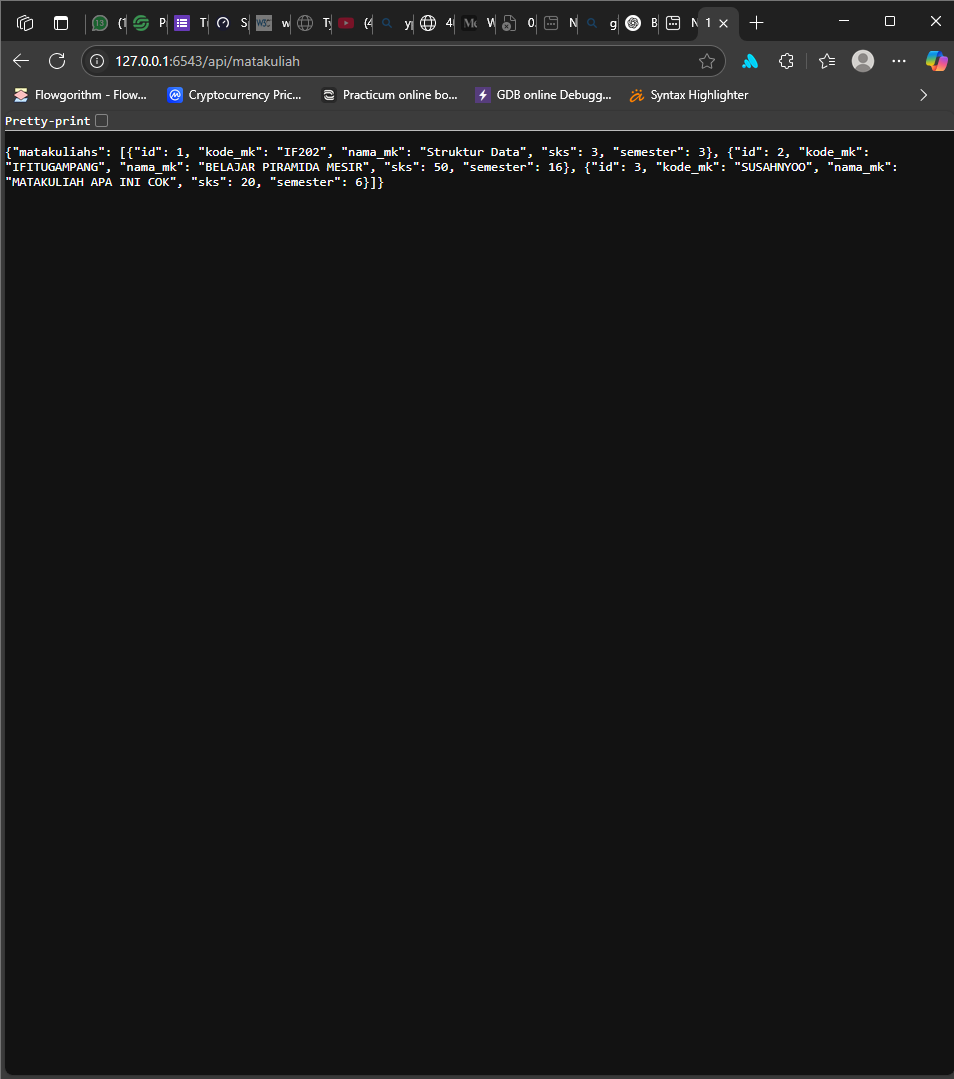 13 (1 P T S W5C w T (4 y 4 Mc W 0 N g B N 1
127.0.0.1:6543/api/matakuliah
Flowgorithm - Flow... Cryptocurrency Pric... Practicum online bo... GDB online Debugg... Syntax Highlighter
Pretty-print
{"matakuliahs": [{"id": 1, "kode_mk": "IF202", "nama_mk": "Struktur Data", "sks": 3, "semester": 3}, {"id": 2, "kode_mk":
"IFITUGAMPANG", "nama_mk": "BELAJAR PIRAMIDA MESIR", "sks": 50, "semester": 16}, {"id": 3, "kode_mk": "SUSAHNYOO", "nama_mk":
"MATAKULIAH APA INI COK", "sks": 20, "semester": 6}]}